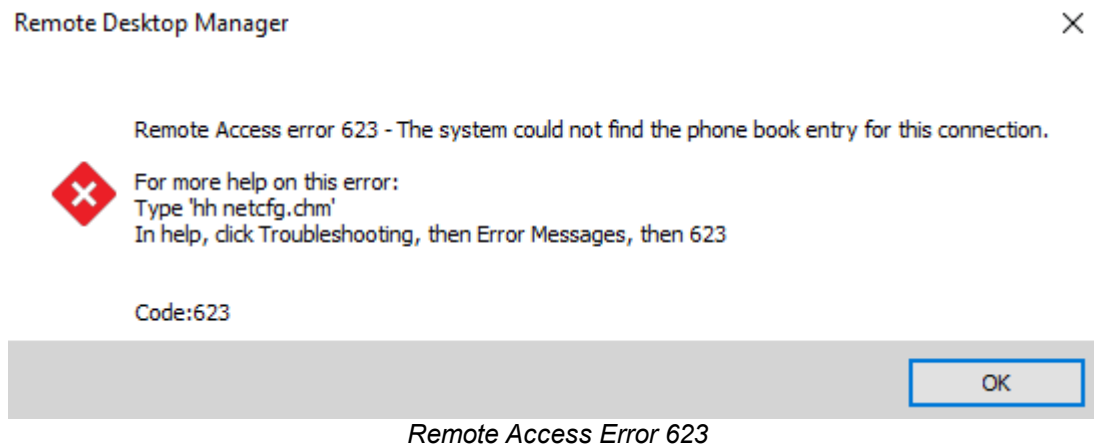 Remote Desktop Manager
Remote Access error 623 - The system could not find the phone book entry for this connection.
For more help on this error:
Type 'hh netcfg.chm'
In help, click Troubleshooting, then Error Messages, then 623
Code:623
OK
Remote Access Error 623